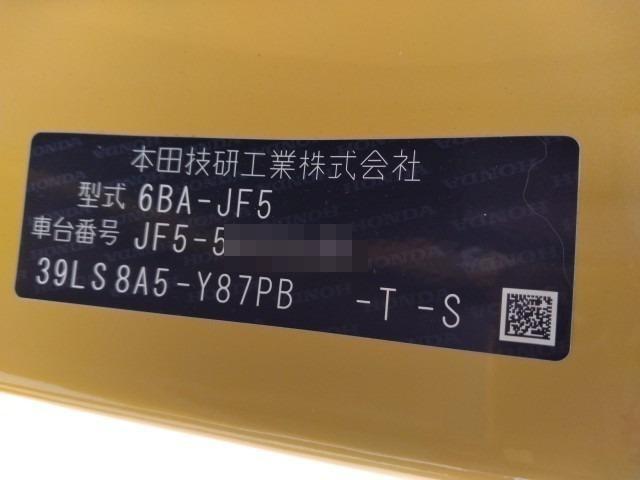 本田技研工業株式会社
型式 6BA-JF5
車台番号 JF5-5
39LS8A5-Y87PB -T -S